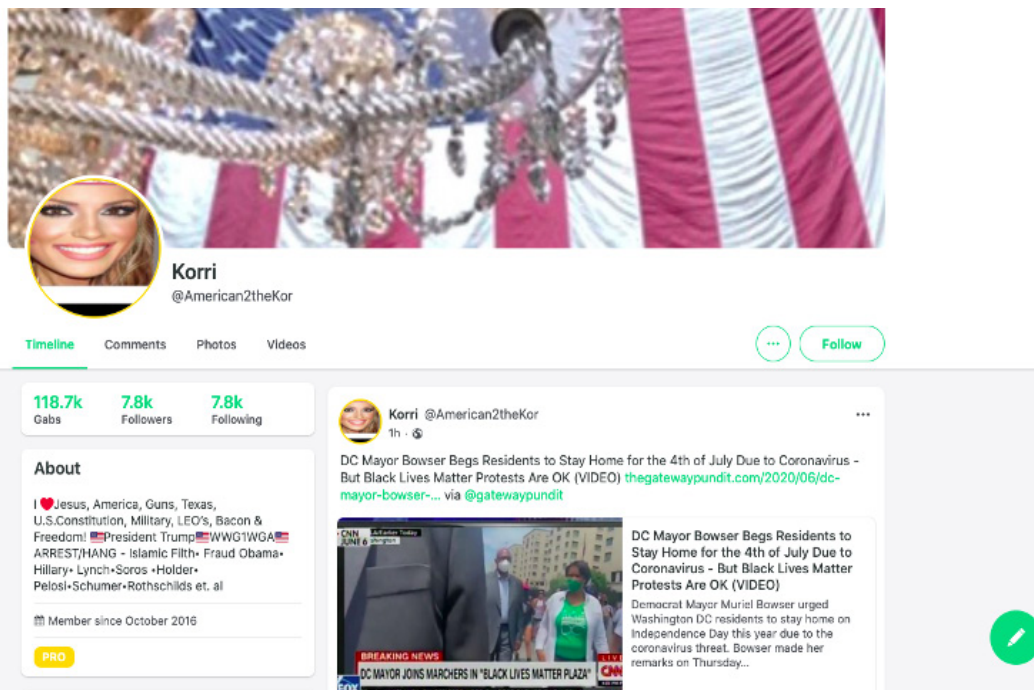 Korri
@American2theKor
Timeline Comments Photos Videos
... Follow
118.7k 7.8k 7.8k
Gabs Followers Following
About
I ❤️Jesus, America, Guns, Texas,
U.S.Constitution, Military, LEO's, Bacon &
Freedom! 🇺🇸President Trump🇺🇸WWG1WGA🇺🇸
ARREST/HANG - Islamic Filth• Fraud Obama•
Hillary• Lynch•Soros •Holder•
Pelosi•Schumer•Rothschilds et. al
Member since October 2016
PRO
Korri @American2theKor
1h ·
DC Mayor Bowser Begs Residents to Stay Home for the 4th of July Due to Coronavirus -
But Black Lives Matter Protests Are OK (VIDEO) thegatewaypundit.com/2020/06/dc-
mayor-bowser-... via @gatewaypundit
CNN Earlier Today
JUNE 6
BREAKING NEWS LIVE
DC MAYOR JOINS MARCHERS IN "BLACK LIVES MATTER PLAZA" CNN
FOX
DC Mayor Bowser Begs Residents to
Stay Home for the 4th of July Due to
Coronavirus - But Black Lives Matter
Protests Are OK (VIDEO)
Democrat Mayor Muriel Bowser urged
Washington DC residents to stay home on
Independence Day this year due to the
coronavirus threat. Bowser made her
remarks on Thursday...